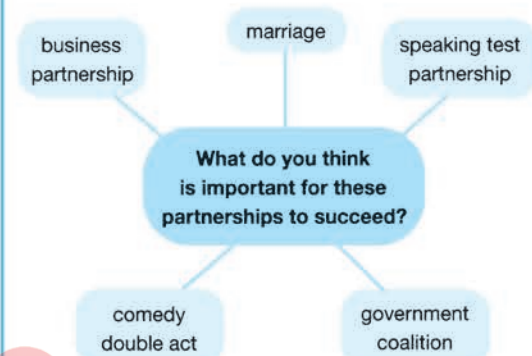 business
partnership
marriage
speaking test
partnership
What do you think
is important for these
partnerships to succeed?
comedy
double act
government
coalition